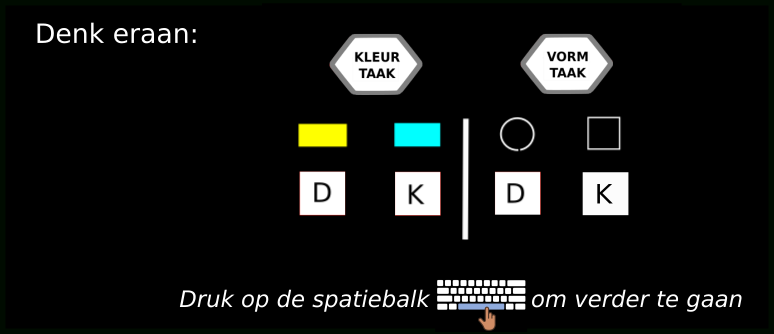 Denk eraan:
KLEUR
TAAK
VORM
TAAK
D K D K
Druk op de spatiebalk om verder te gaan